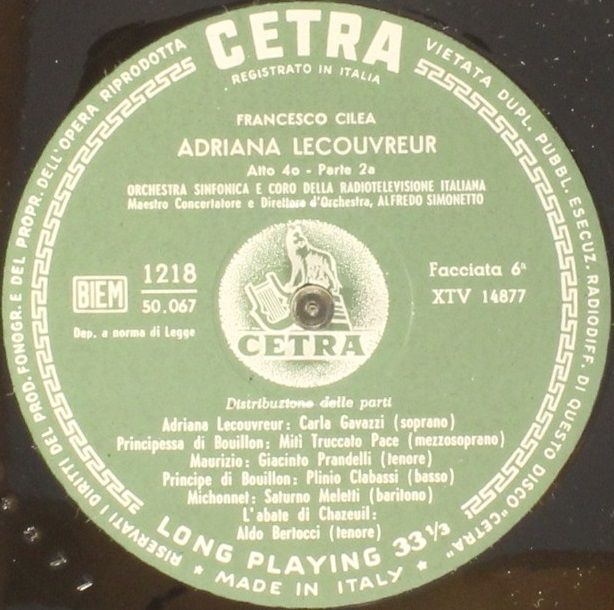 CETRA
REGISTRATO IN ITALIA
FRANCESCO CILEA
ADRIANA LECOUVREUR
Atto 4o - Parte 2a
ORCHESTRA SINFONICA E CORO DELLA RADIOTELEVISIONE ITALIANA
Maestro Concertatore e Direttore d'Orchestra, ALFREDO SIMONETTO
BIEM
1218
50.067
Dep. a norma di Legge
Facciata 6ª
XTV 14877
CETRA
Distribuzione delle parti
Adriana Lecouvreur: Carla Gavazzi (soprano)
Principessa di Bouillon: Miti Truccato Pace (mezzosoprano)
Maurizio: Giacinto Prandelli (tenore)
Principe di Bouillon: Plinio Clabassi (basso)
Michonnet: Saturno Meletti (baritono)
L'abate di Chazeuil:
Aldo Bertocci (tenore)
LONG PLAYING 33 1/3
★ MADE IN ITALY ★
RISERVATI I DIRITTI DEL PROD. FONOGR. E DEL PROPR. DELL'OPERA RIPRODOTTA
VIETATA DUPL. PUBBL. ESECUZ. RADIODIFF. DI QUESTO DISCO "CETRA"